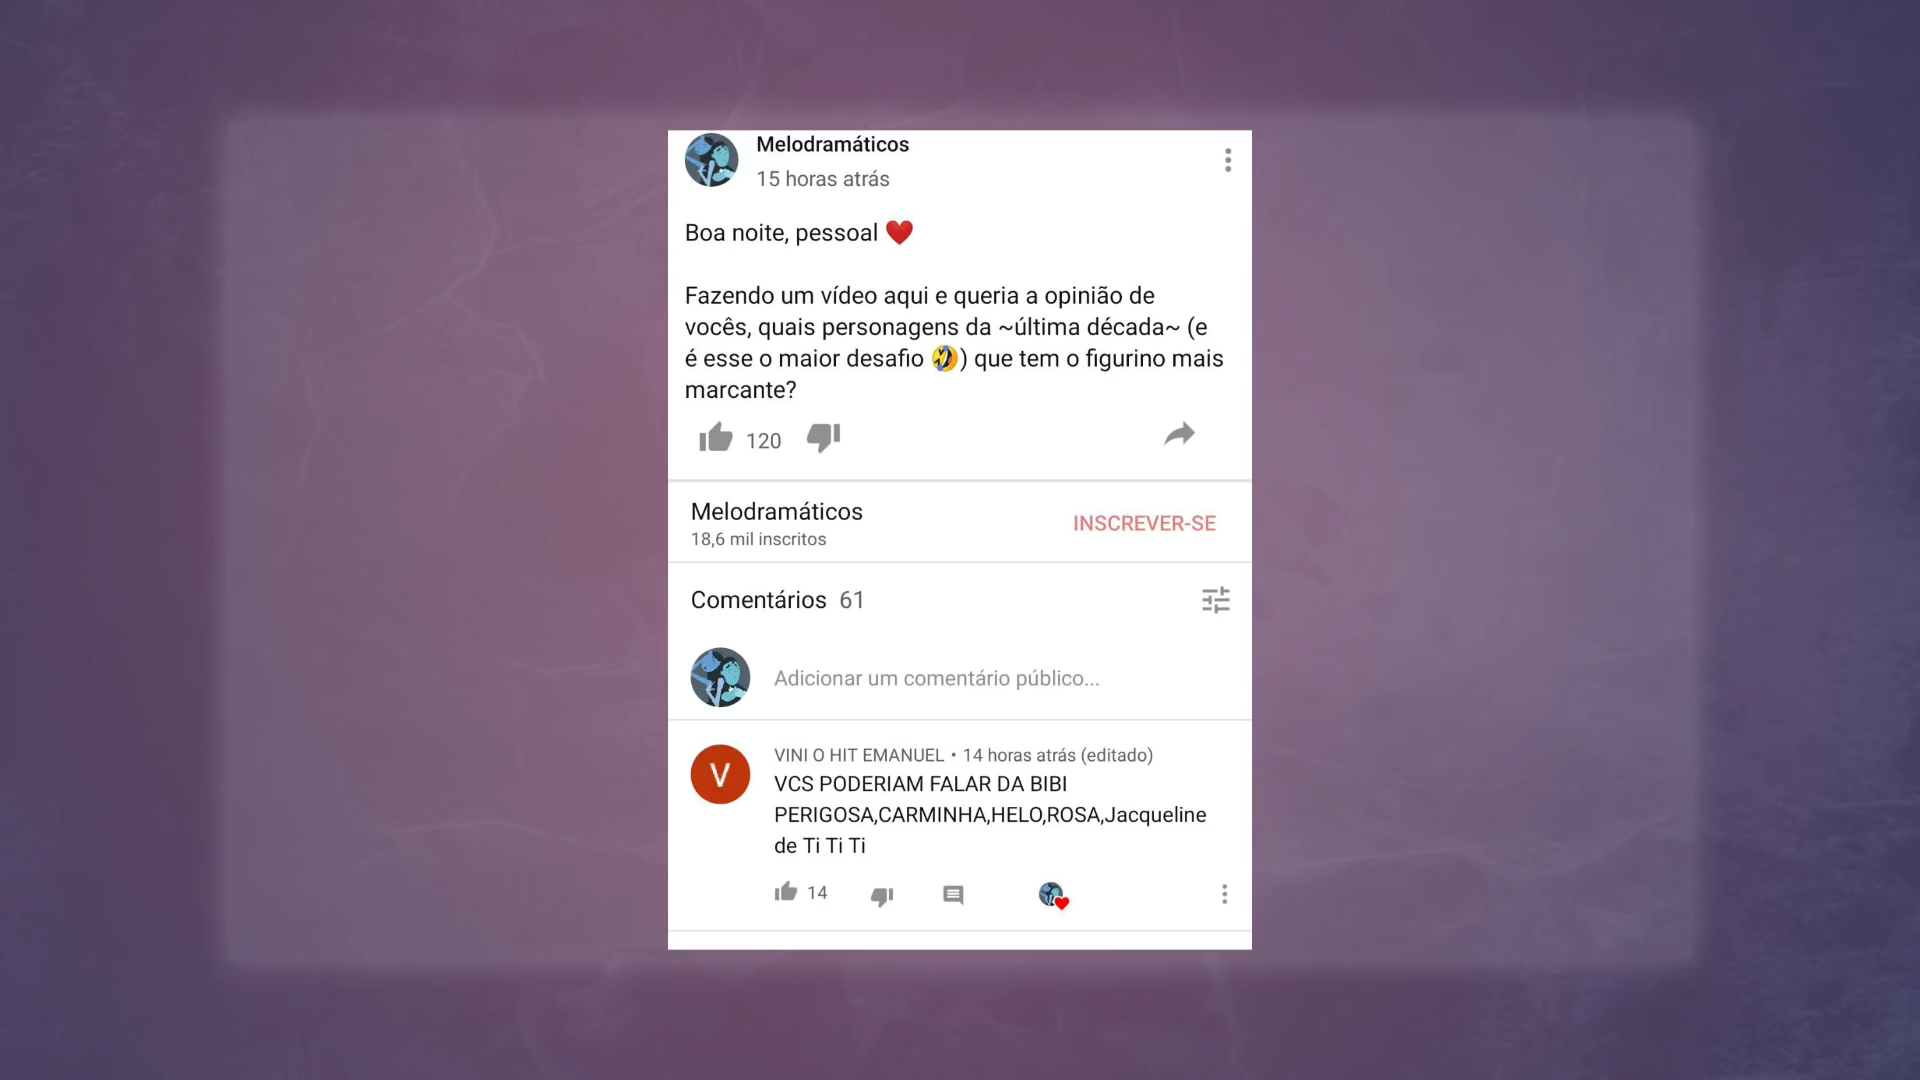 Melodramáticos
15 horas atrás
Boa noite, pessoal ❤️
Fazendo um vídeo aqui e queria a opinião de
vocês, quais personagens da ~última década~ (e
é esse o maior desafio 🤣) que tem o figurino mais
marcante?
120
Melodramáticos
INSCREVER-SE
18,6 mil inscritos
Comentários 61
Adicionar um comentário público...
V
VINI O HIT EMANUEL • 14 horas atrás (editado)
VCS PODERIAM FALAR DA BIBI
PERIGOSA,CARMINHA,HELO,ROSA,Jacqueline
de Ti Ti Ti
14